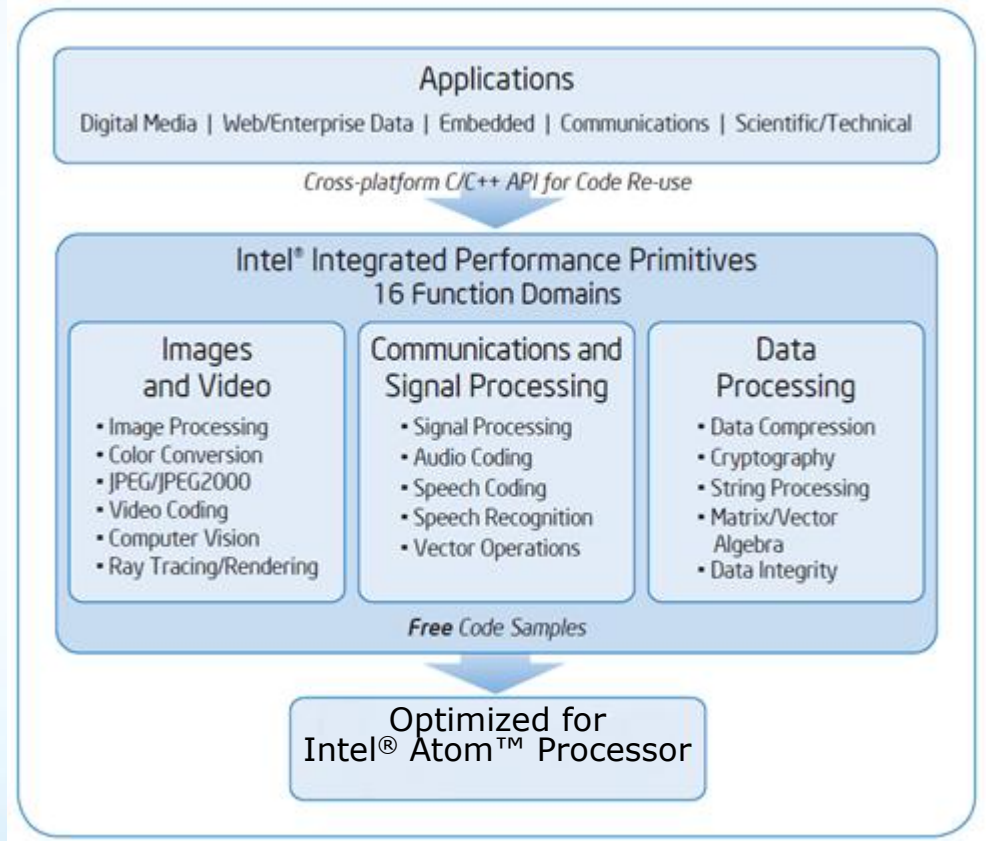 Applications
Digital Media | Web/Enterprise Data | Embedded | Communications | Scientific/Technical
Cross-platform C/C++ API for Code Re-use
Intel® Integrated Performance Primitives
16 Function Domains
Images
and Video
• Image Processing
• Color Conversion
• JPEG/JPEG2000
• Video Coding
• Computer Vision
• Ray Tracing/Rendering
Communications and
Signal Processing
• Signal Processing
• Audio Coding
• Speech Coding
• Speech Recognition
• Vector Operations
Data
Processing
• Data Compression
• Cryptography
• String Processing
• Matrix/Vector
Algebra
• Data Integrity
Free Code Samples
Optimized for
Intel® Atom™ Processor